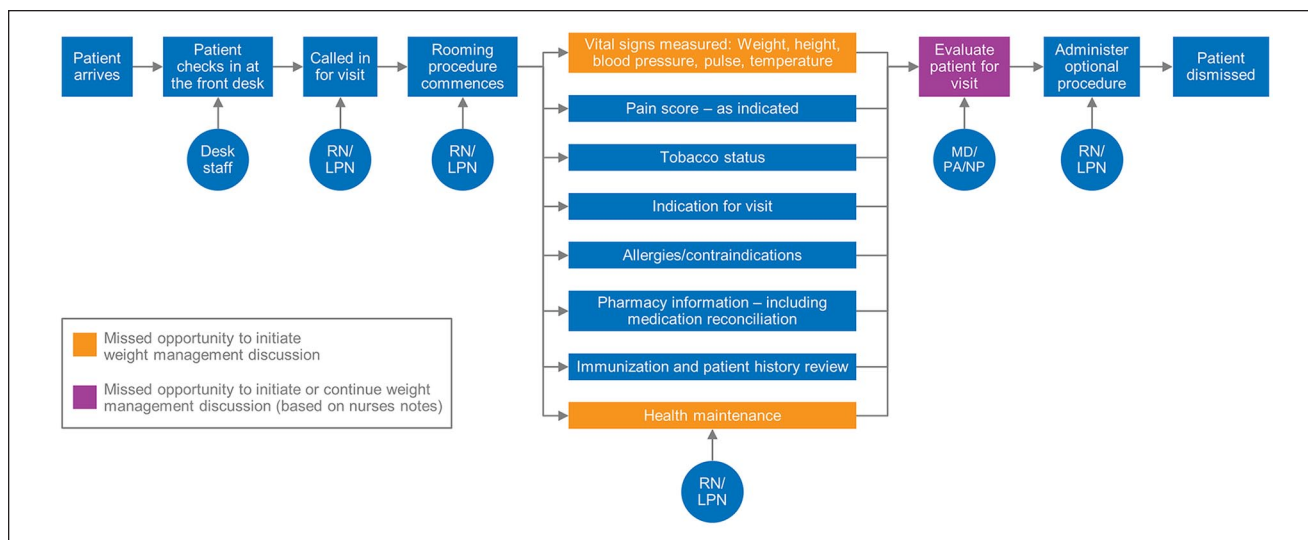 Patient
arrives
Patient
checks in at
the front desk
Called in
for visit
Rooming
procedure
commences
Vital signs measured: Weight, height,
blood pressure, pulse, temperature
Pain score – as indicated
Tobacco status
Indication for visit
Allergies/contraindications
Pharmacy information – including
medication reconciliation
Immunization and patient history review
Health maintenance
Evaluate
patient for
visit
Administer
optional
procedure
Patient
dismissed
Desk
staff
RN/
LPN
RN/
LPN
MD/
PA/NP
RN/
LPN
RN/
LPN
Missed opportunity to initiate
weight management discussion
Missed opportunity to initiate or continue weight
management discussion (based on nurses notes)